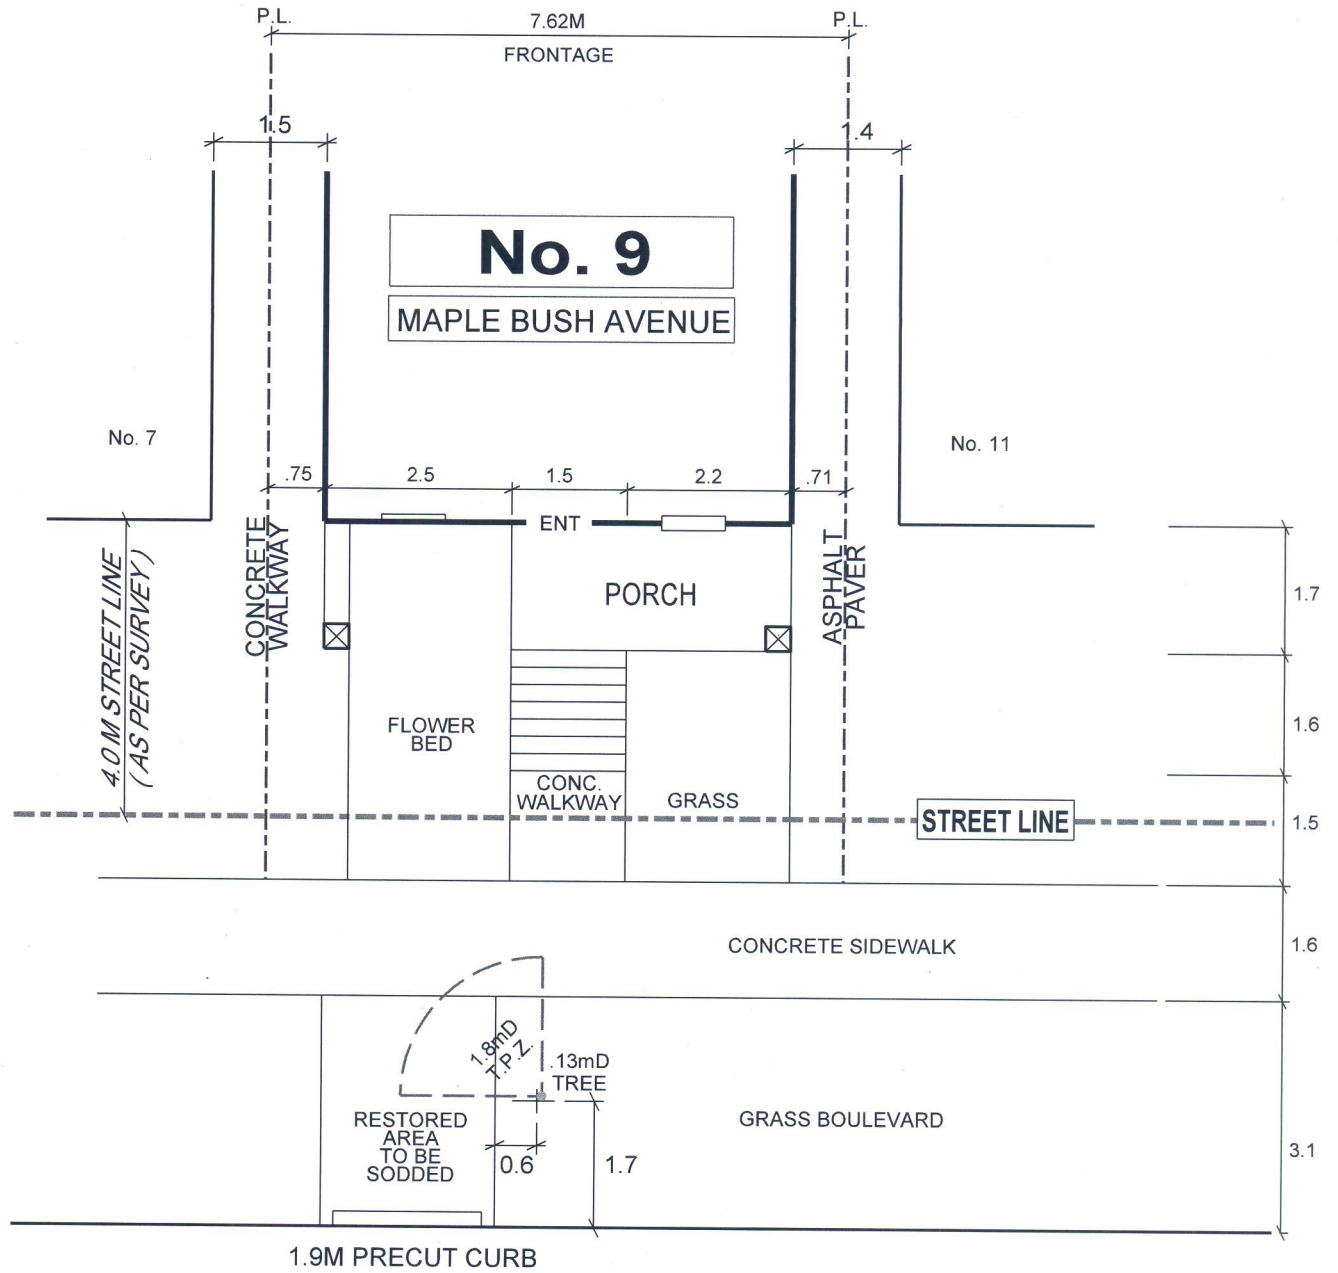 P.L.
7.62M
P.L.
FRONTAGE
1.5
1.4
No. 9
MAPLE BUSH AVENUE
No. 7
No. 11
.75
2.5
1.5
2.2
.71
ENT
CONCRETE
WALKWAY
4.0 M STREET LINE
( AS PER SURVEY )
PORCH
ASPHALT
PAVER
1.7
FLOWER
BED
1.6
CONC.
WALKWAY
GRASS
STREET LINE
1.5
CONCRETE SIDEWALK
1.6
1.8mD
T.P.Z.
.13mD
TREE
RESTORED
AREA
TO BE
SODDED
GRASS BOULEVARD
0.6
1.7
3.1
1.9M PRECUT CURB